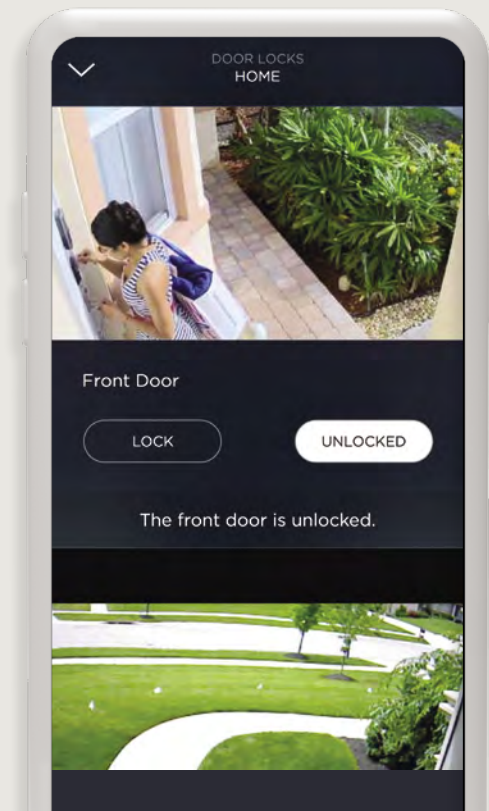 DOOR LOCKS
HOME
Front Door
LOCK
UNLOCKED
The front door is unlocked.